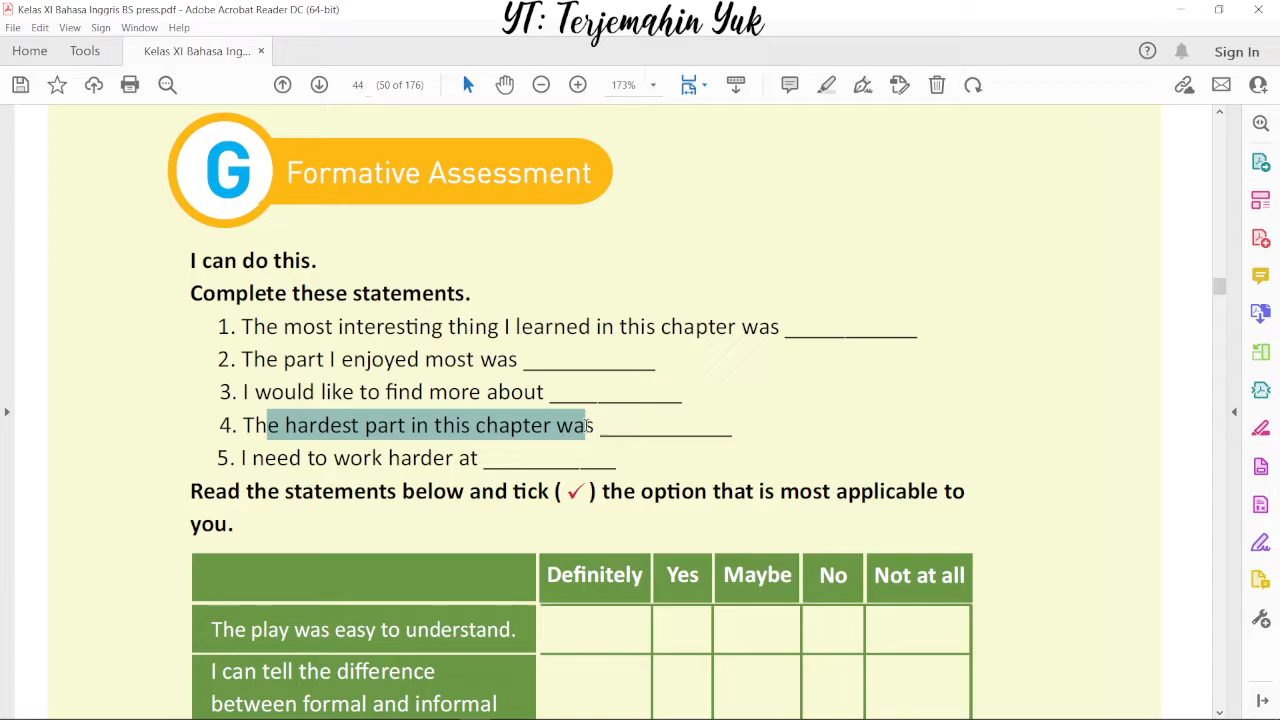 Kelas XI Bahasa Inggris BS press.pdf - Adobe Acrobat Reader DC (64-bit)
YT: Terjemahin Yuk
File Edit View Sign Window Help
Home Tools Kelas XI Bahasa Ing... × Sign In
44 (50 of 176) 173%
G Formative Assessment
I can do this.
Complete these statements.
1. The most interesting thing I learned in this chapter was ____________
2. The part I enjoyed most was ____________
3. I would like to find more about ____________
4. The hardest part in this chapter was ____________
5. I need to work harder at ____________
Read the statements below and tick ( ✓ ) the option that is most applicable to
you.
Definitely Yes Maybe No Not at all
The play was easy to understand.
I can tell the difference
between formal and informal